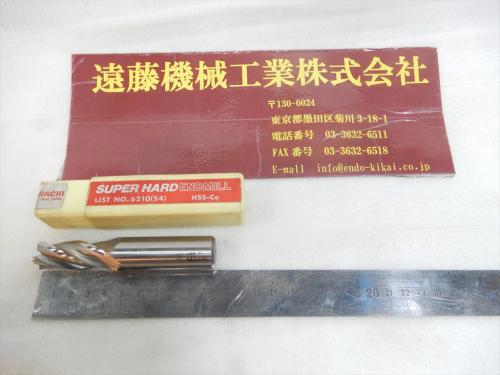 遠藤機械工業株式会社
〒130-0024
東京都墨田区菊川3-18-1
電話番号 03-3632-6511
FAX番号 03-3632-6518
E-mall info@endo-kikai.co.jp
SUPER HARD ENDMILL
LIST NO. 6210(S4) HSS-Co
HACHI